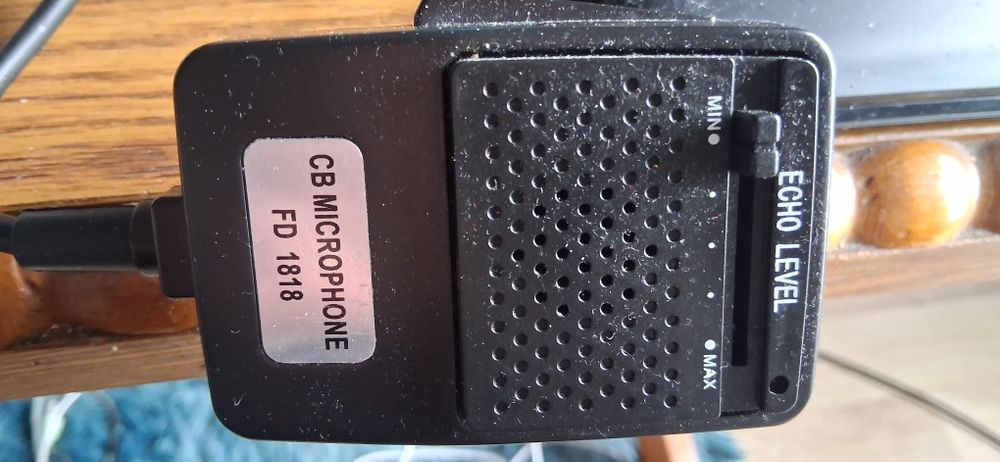 ECHO LEVEL
MIN
MAX
CB MICROPHONE
FD 1818